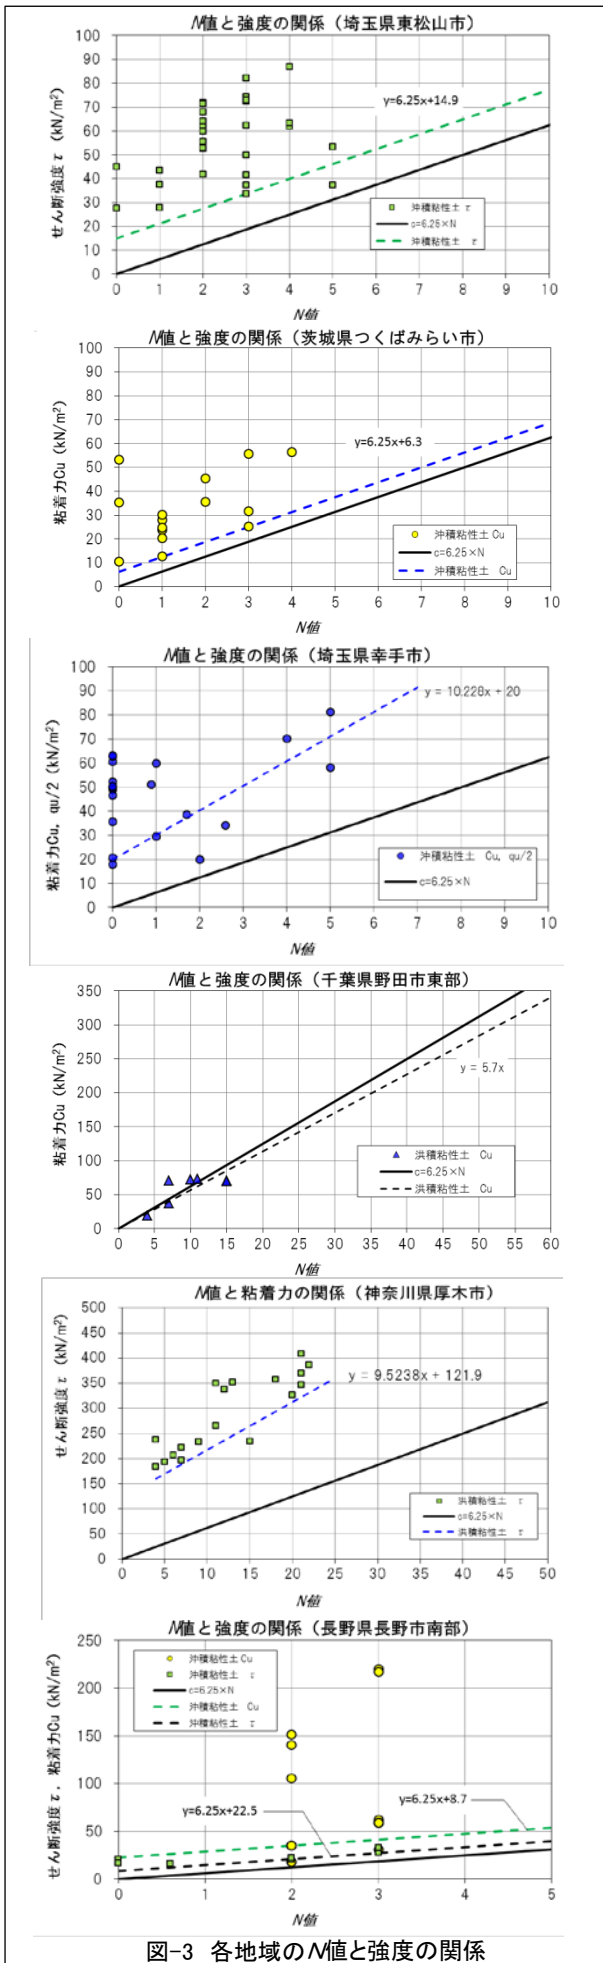 N値と強度の関係（埼玉県東松山市）
せん断強度τ（kN/m²）
100
90
80
70
60
50
40
30
20
10
0
y=6.25x+14.9
沖積粘性土 τ
c=6.25×N
沖積粘性土 τ
0 1 2 3 4 5 6 7 8 9 10
N値
N値と強度の関係（茨城県つくばみらい市）
粘着力Cu（kN/m²）
100
90
80
70
60
50
40
30
20
10
0
y=6.25x+6.3
沖積粘性土 Cu
c=6.25×N
沖積粘性土 Cu
0 1 2 3 4 5 6 7 8 9 10
N値
N値と強度の関係（埼玉県幸手市）
粘着力Cu, qu/2（kN/m²）
100
90
80
70
60
50
40
30
20
10
0
y = 10.228x + 20
沖積粘性土 Cu, qu/2
c=6.25×N
0 1 2 3 4 5 6 7 8 9 10
N値
N値と強度の関係（千葉県野田市東部）
粘着力Cu（kN/m²）
350
300
250
200
150
100
50
0
y = 5.7x
洪積粘性土 Cu
c=6.25×N
洪積粘性土 Cu
0 5 10 15 20 25 30 35 40 45 50 55 60
N値
N値と粘着力の関係（神奈川県厚木市）
せん断強度τ（kN/m²）
500
450
400
350
300
250
200
150
100
50
0
y = 9.5238x + 121.9
洪積粘性土 τ
c=6.25×N
洪積粘性土 τ
0 5 10 15 20 25 30 35 40 45 50
N値
N値と強度の関係（長野県長野市南部）
せん断強度τ, 粘着力Cu（kN/m²）
250
200
150
100
50
0
沖積粘性土 Cu
沖積粘性土 τ
c=6.25×N
沖積粘性土 Cu
沖積粘性土 τ
y=6.25x+22.5
y=6.25x+8.7
0 1 2 3 4 5
N値
図-3 各地域のN値と強度の関係